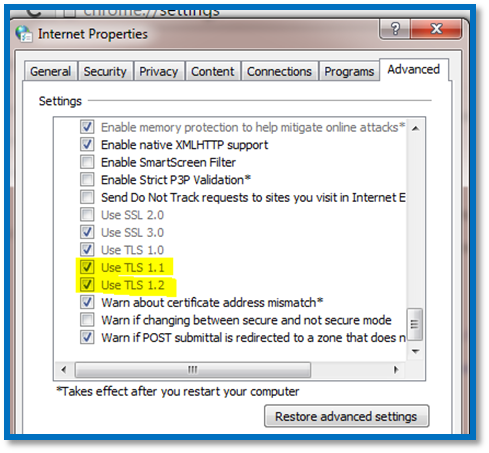 chrome://settings
Internet Properties
General Security Privacy Content Connections Programs Advanced
Settings
Enable memory protection to help mitigate online attacks*
Enable native XMLHTTP support
Enable SmartScreen Filter
Enable Strict P3P Validation*
Send Do Not Track requests to sites you visit in Internet E
Use SSL 2.0
Use SSL 3.0
Use TLS 1.0
Use TLS 1.1
Use TLS 1.2
Warn about certificate address mismatch*
Warn if changing between secure and not secure mode
Warn if POST submittal is redirected to a zone that does n
*Takes effect after you restart your computer
Restore advanced settings